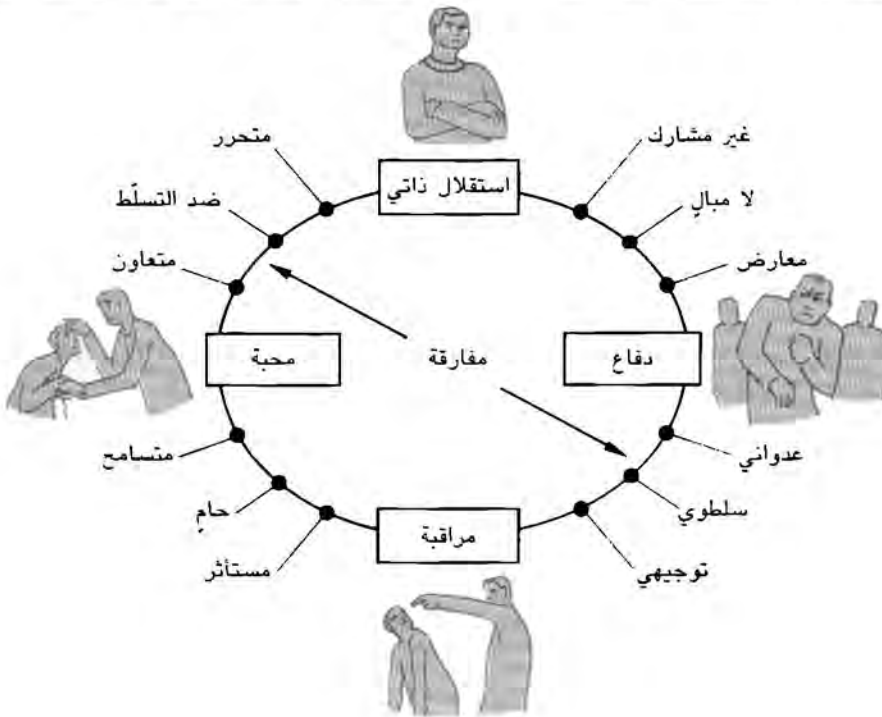 غير مشارك
متحرر
استقلال ذاتي
لا مبالٍ
ضد التسلّط
معارض
متعاون
دفاع
مفارقة
محبة
عدواني
متسامح
سلطوي
حامٍ
مراقبة
توجيهي
مستأثر